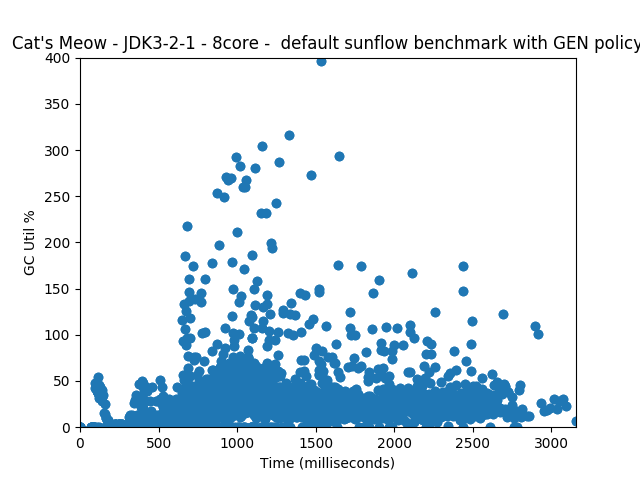 Cat's Meow - JDK3-2-1 - 8core -  default sunflow benchmark with GEN policy
400
350
300
250
200
150
100
50
0
GC Util %
0 500 1000 1500 2000 2500 3000
Time (milliseconds)